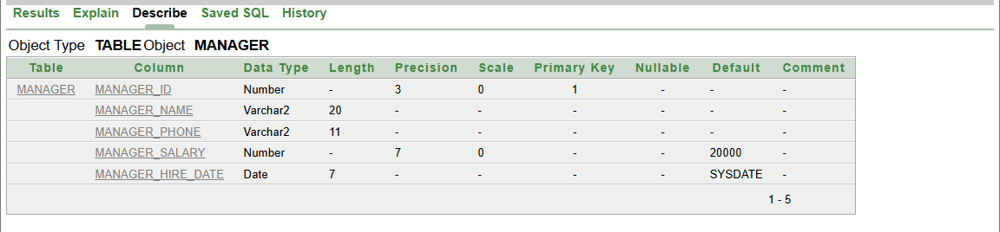 Results Explain Describe Saved SQL History
Object Type TABLE Object MANAGER
Table Column Data Type Length Precision Scale Primary Key Nullable Default Comment
MANAGER MANAGER_ID Number - 3 0 1 - - -
MANAGER_NAME Varchar2 20 - - - - - -
MANAGER_PHONE Varchar2 11 - - - - - -
MANAGER_SALARY Number - 7 0 - - 20000 -
MANAGER_HIRE_DATE Date 7 - - - - SYSDATE -
1 - 5